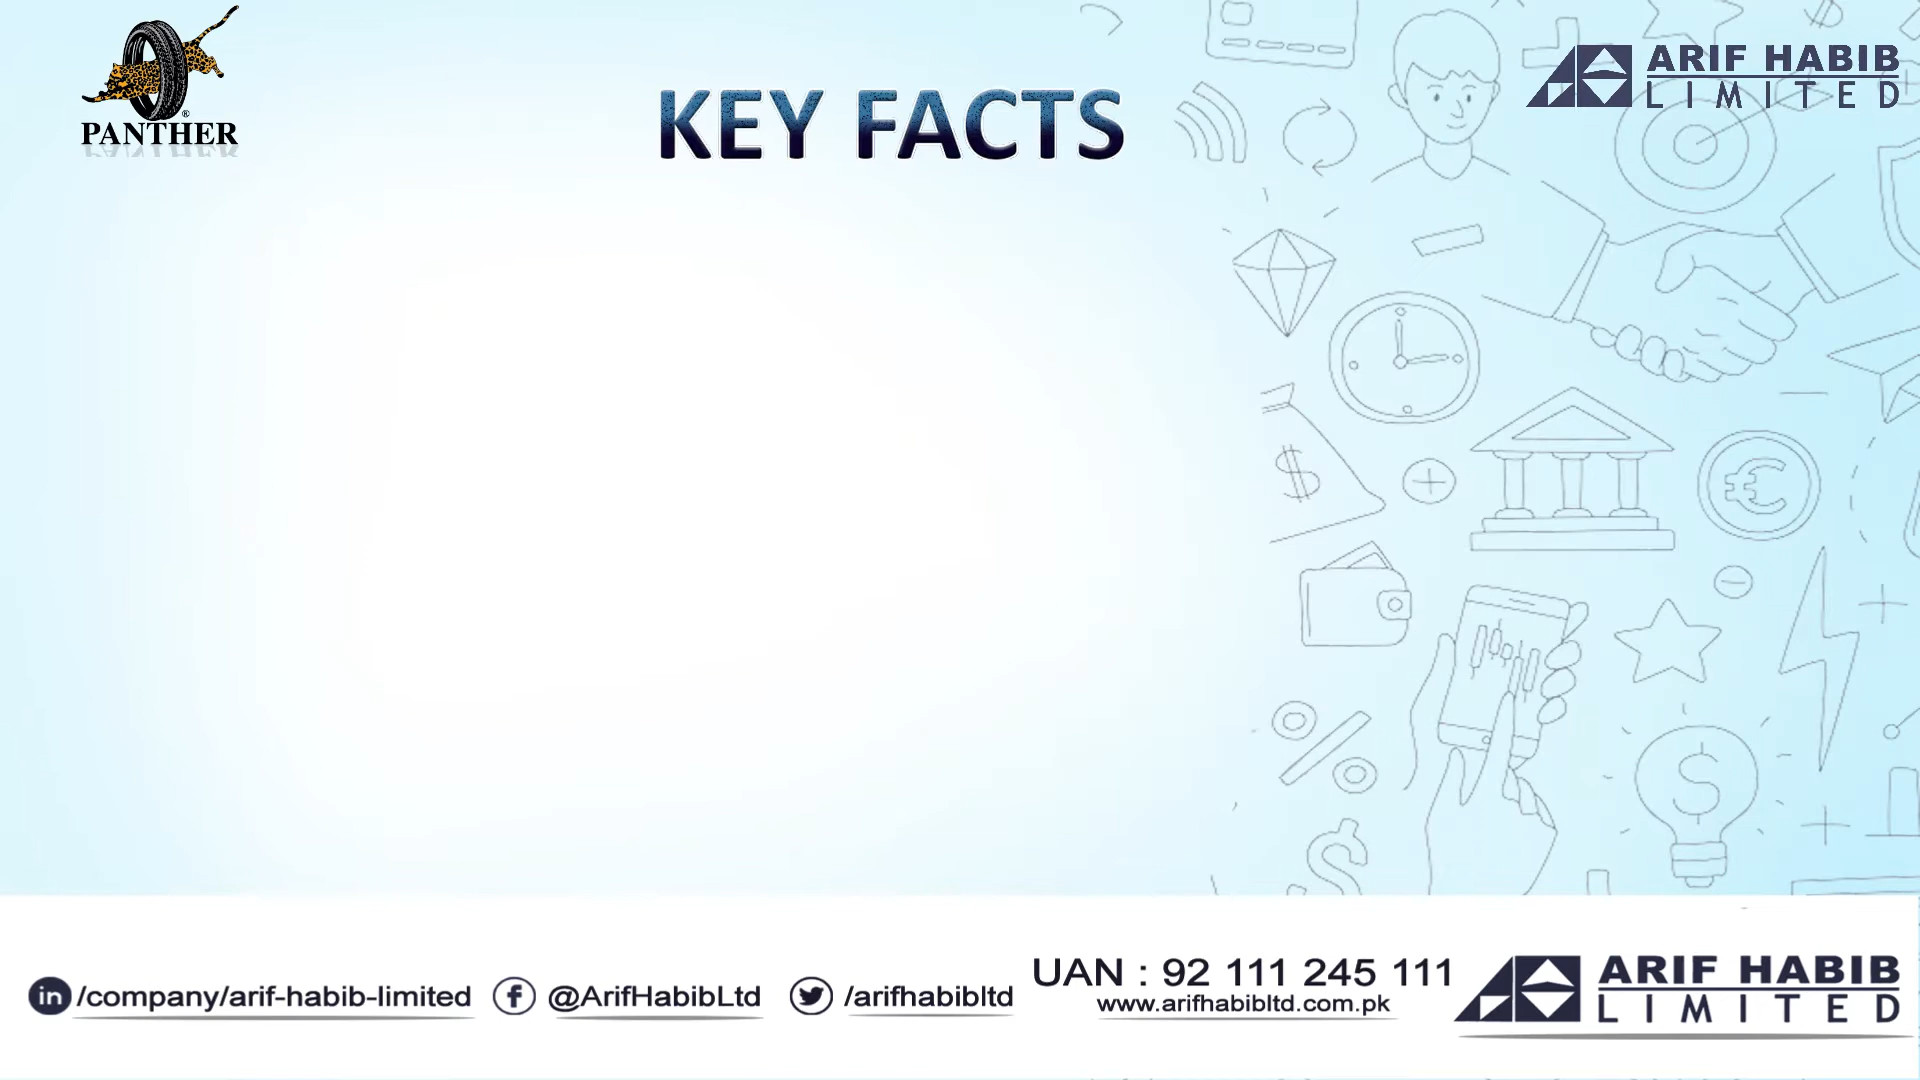 PANTHER
®
KEY FACTS
ARIF HABIB
LIMITED
in /company/arif-habib-limited
f @ArifHabibLtd
/arifhabibltd
UAN : 92 111 245 111
www.arifhabibltd.com.pk
ARIF HABIB
LIMITED